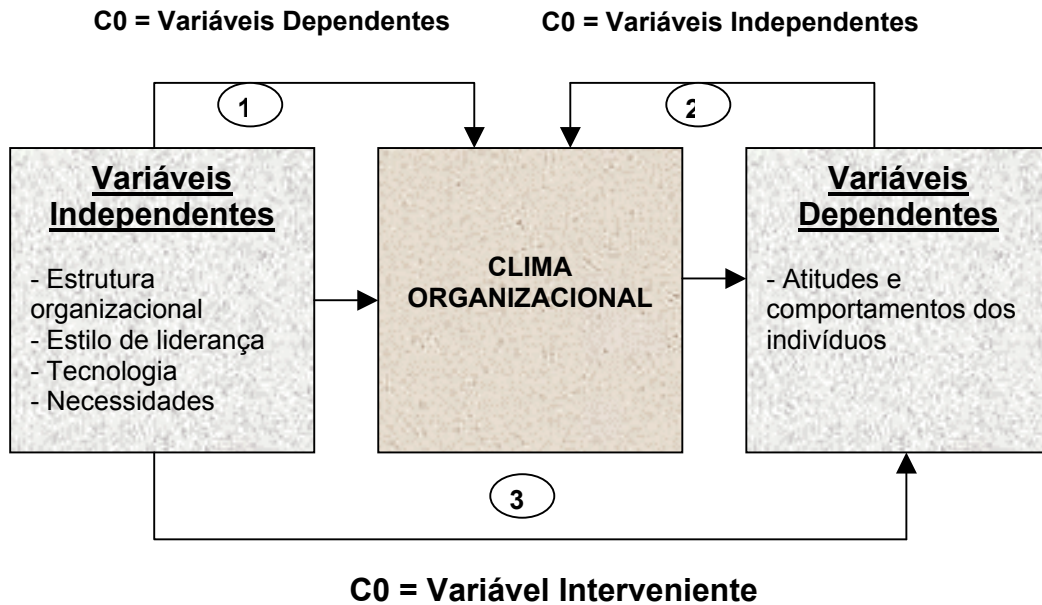 C0 = Variáveis Dependentes
C0 = Variáveis Independentes
1
2
Variáveis
Independentes
- Estrutura
organizacional
- Estilo de liderança
- Tecnologia
- Necessidades
CLIMA
ORGANIZACIONAL
Variáveis
Dependentes
- Atitudes e
comportamentos dos
indivíduos
3
C0 = Variável Interveniente